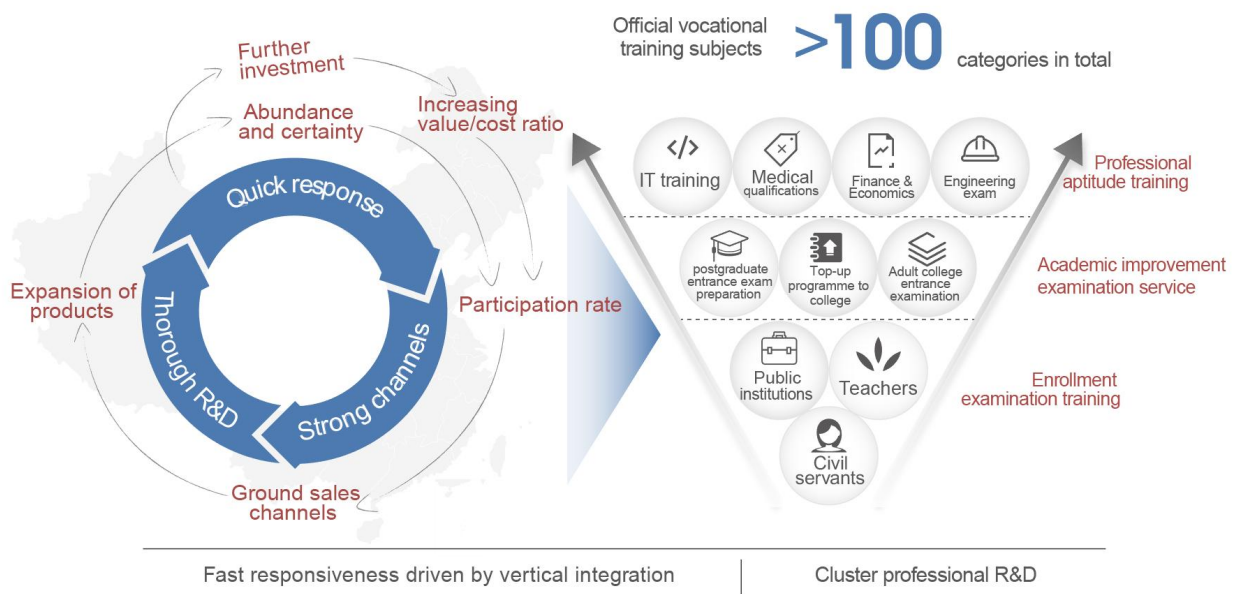 Further
investment
Abundance
and certainty
Increasing
value/cost ratio
Quick response
Expansion of
products
Thorough R&D
Strong channels
Participation rate
Ground sales
channels
Official vocational
training subjects
>100
categories in total
IT training
Medical
qualifications
Finance &
Economics
Engineering
exam
Professional
aptitude training
postgraduate
entrance exam
preparation
Top-up
programme to
college
Adult college
entrance
examination
Academic improvement
examination service
Public
institutions
Teachers
Enrollment
examination training
Civil
servants
Fast responsiveness driven by vertical integration
Cluster professional R&D